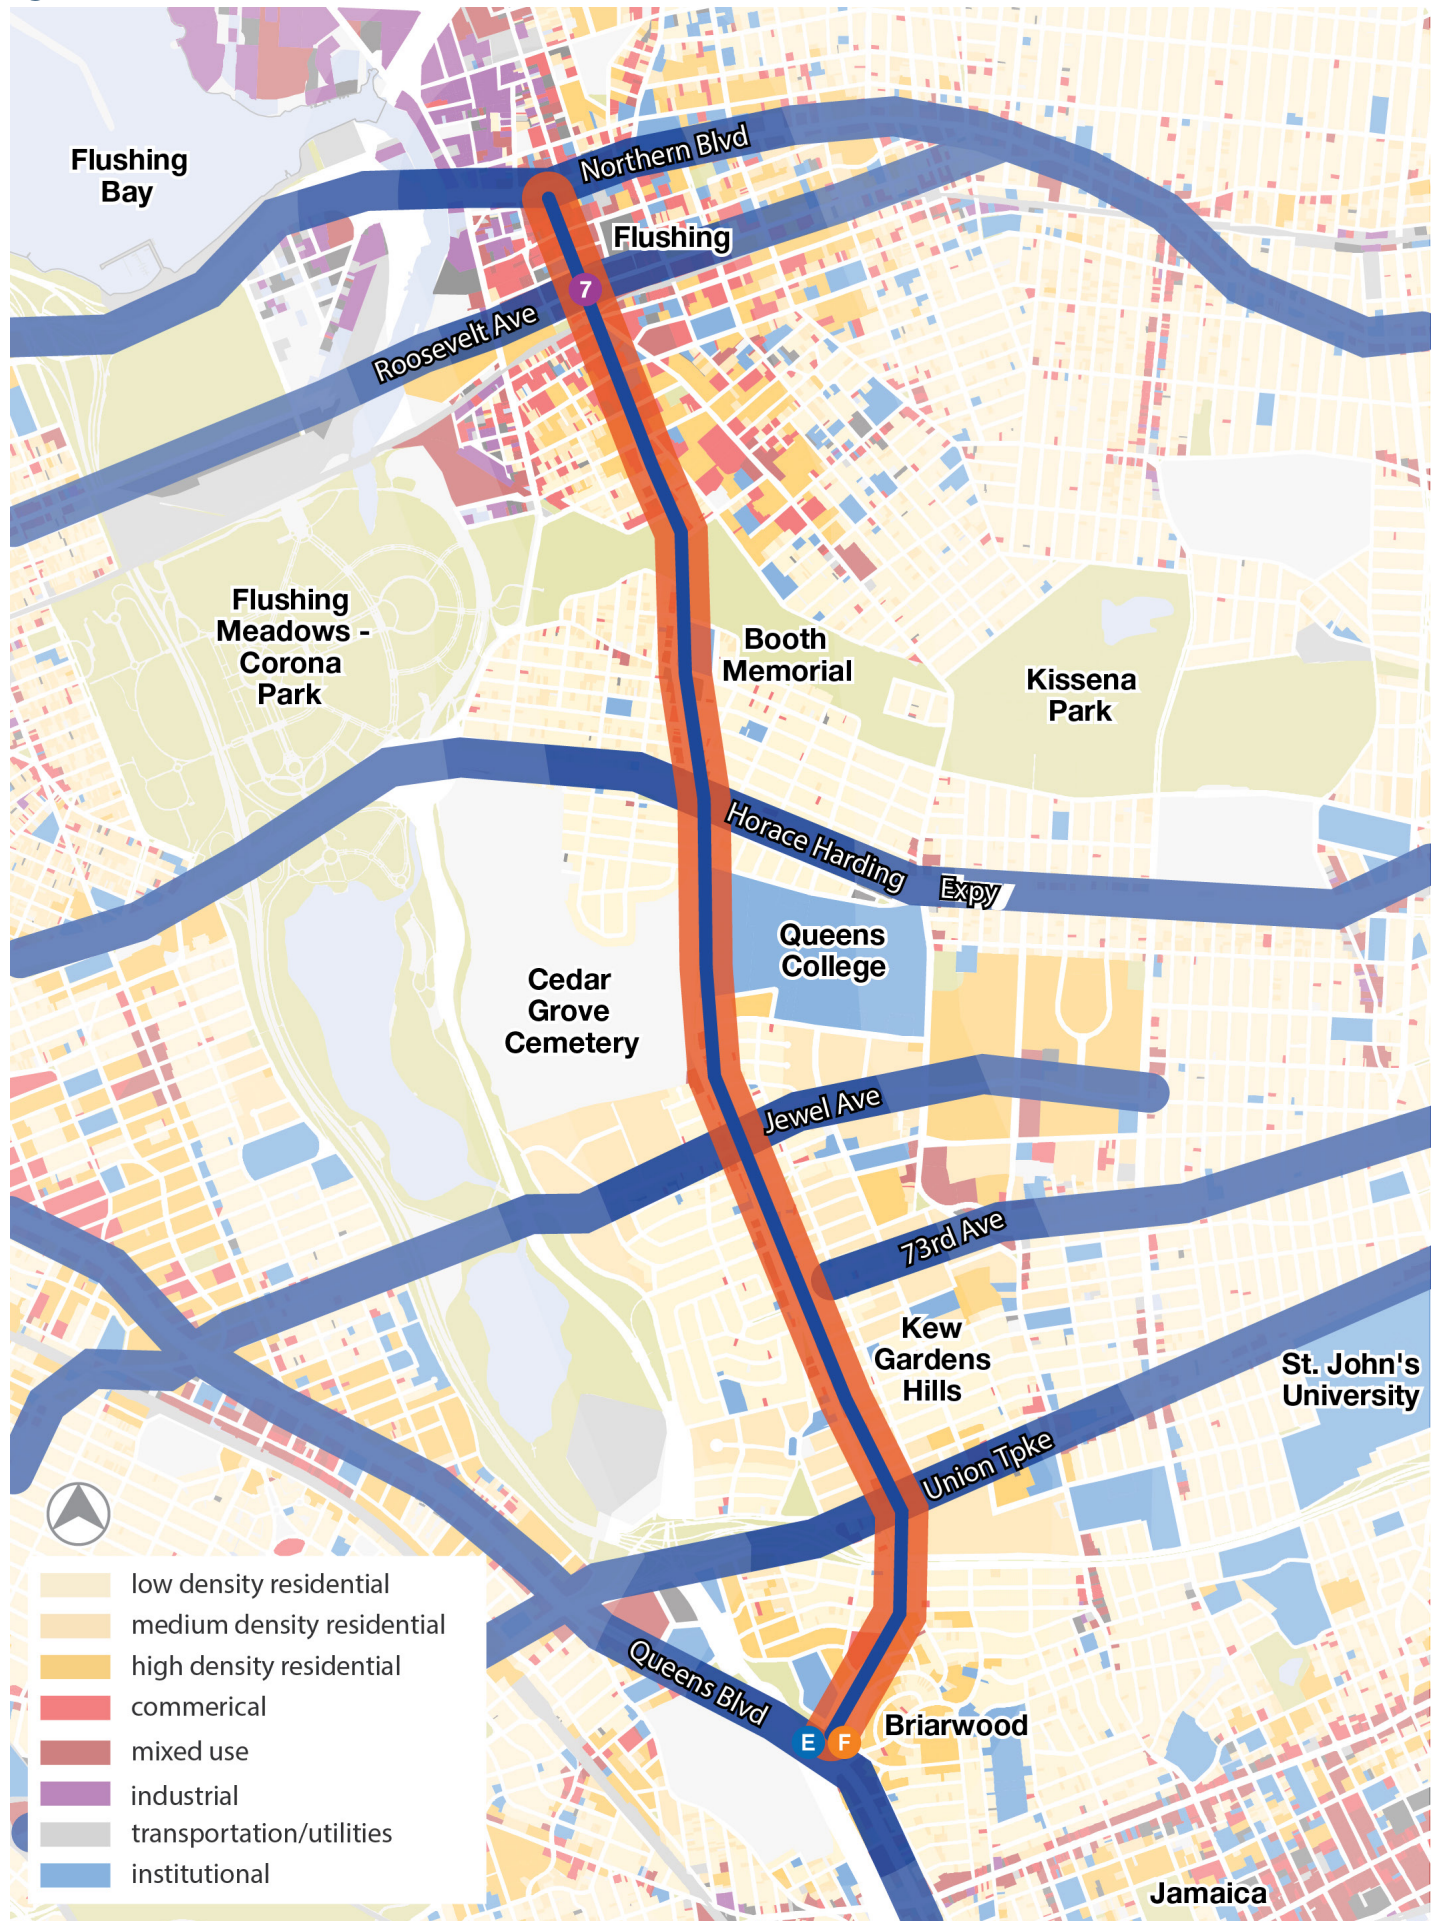 Northern Blvd
Flushing
Bay
Flushing
7
Roosevelt Ave
Flushing
Meadows -
Corona
Park
Booth
Memorial
Kissena
Park
Horace Harding
Expy
Queens
College
Cedar
Grove
Cemetery
Jewel Ave
73rd Ave
Kew
Gardens
Hills
St. John's
University
Union Tpke
low density residential
medium density residential
high density residential
commerical
mixed use
industrial
transportation/utilities
institutional
Queens Blvd
E
F
Briarwood
Jamaica